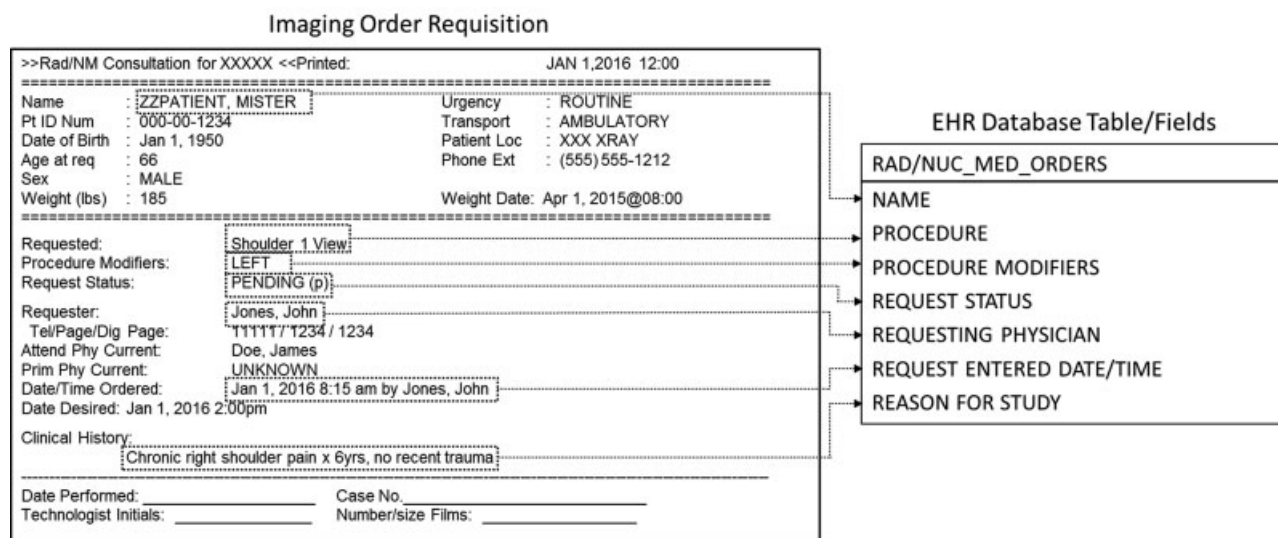 Imaging Order Requisition
>>Rad/NM Consultation for XXXXX <<Printed: JAN 1,2016 12:00
==========================================================================
Name : ZZPATIENT, MISTER Urgency : ROUTINE
Pt ID Num : 000-00-1234 Transport : AMBULATORY
Date of Birth : Jan 1, 1950 Patient Loc : XXX XRAY
Age at req : 66 Phone Ext : (555) 555-1212
Sex : MALE
Weight (lbs) : 185 Weight Date: Apr 1, 2015@08:00
==========================================================================
Requested: Shoulder 1 View
Procedure Modifiers: LEFT
Request Status: PENDING (p)
Requester: Jones, John
Tel/Page/Dig Page: 11111 / 1234 / 1234
Attend Phy Current: Doe, James
Prim Phy Current: UNKNOWN
Date/Time Ordered: Jan 1, 2016 8:15 am by Jones, John
Date Desired: Jan 1, 2016 2:00pm
Clinical History:
Chronic right shoulder pain x 6yrs, no recent trauma
Date Performed: ________________ Case No.___________________________
Technologist Initials: _______________ Number/size Films: __________________
EHR Database Table/Fields
RAD/NUC_MED_ORDERS
NAME
PROCEDURE
PROCEDURE MODIFIERS
REQUEST STATUS
REQUESTING PHYSICIAN
REQUEST ENTERED DATE/TIME
REASON FOR STUDY